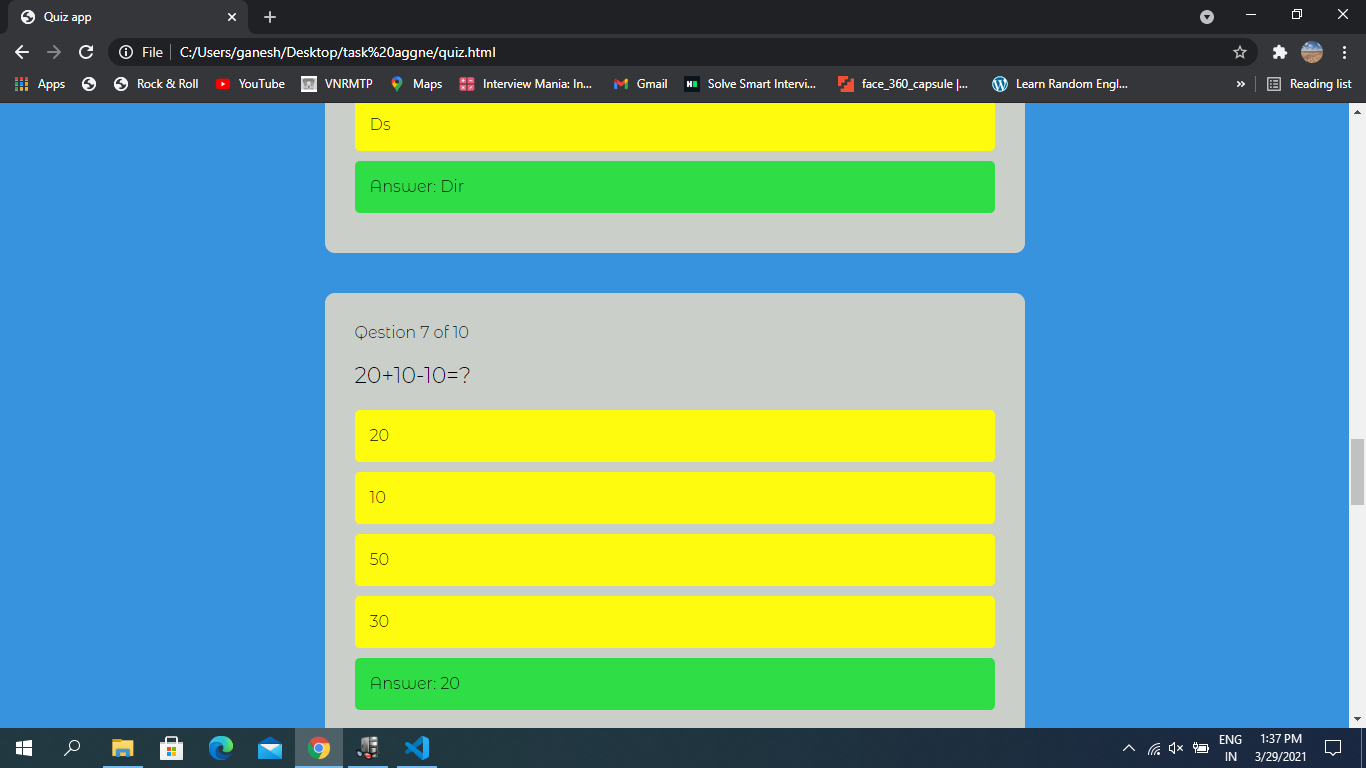 Quiz app
File C:/Users/ganesh/Desktop/task%20aggne/quiz.html
Apps Rock & Roll YouTube VNRMTP Maps Interview Mania: In... Gmail Solve Smart Intervi... face_360_capsule |... Learn Random Engl... » Reading list
Ds
Answer: Dir
Qestion 7 of 10
20+10-10=?
20
10
50
30
Answer: 20
ENG
IN
1:37 PM
3/29/2021